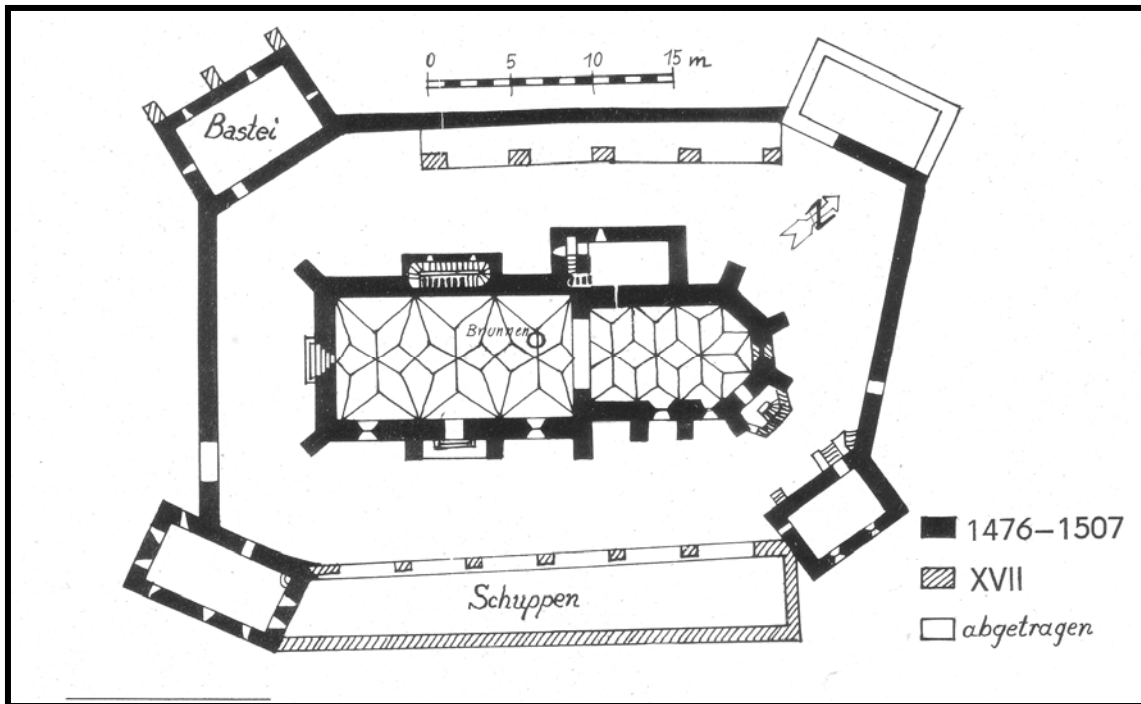 0 5 10 15 m
Bastei
N
Brunnen
Schuppen
1476–1507
XVII
abgetragen